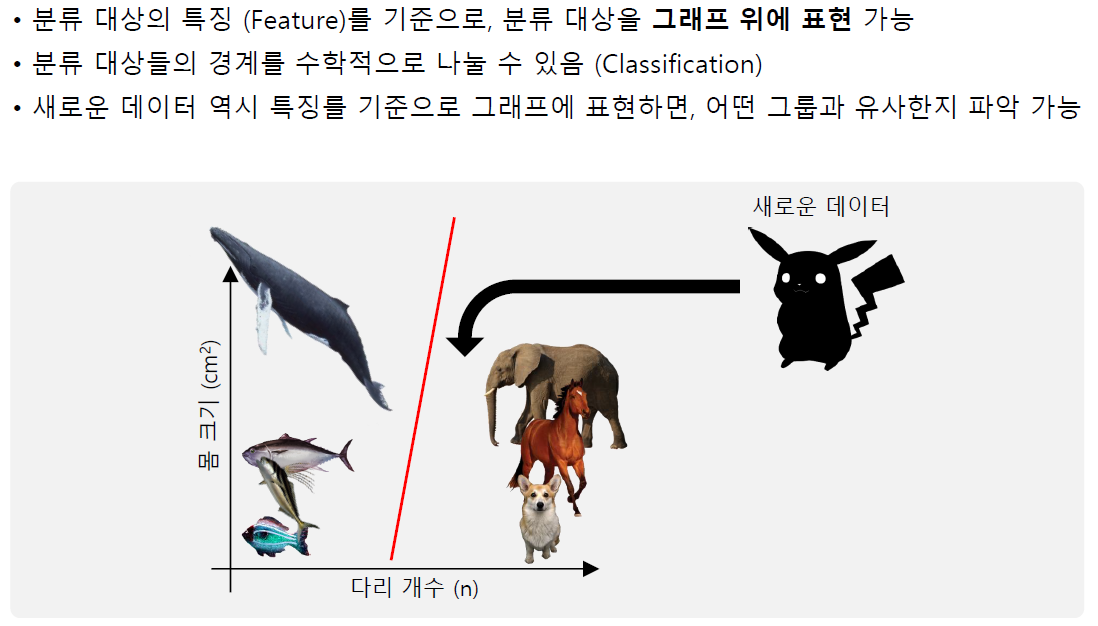 • 분류 대상의 특징 (Feature)를 기준으로, 분류 대상을 그래프 위에 표현 가능
• 분류 대상들의 경계를 수학적으로 나눌 수 있음 (Classification)
• 새로운 데이터 역시 특징를 기준으로 그래프에 표현하면, 어떤 그룹과 유사한지 파악 가능
새로운 데이터
몸 크기 (cm²)
다리 개수 (n)